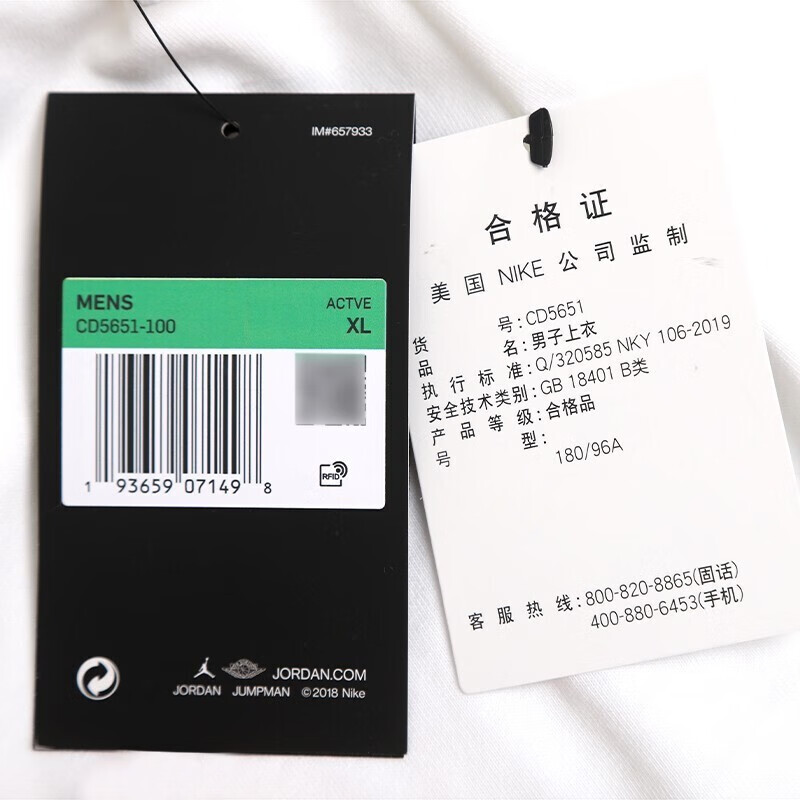 IM#657933
MENS ACTVE
CD5651-100 XL
1 93659 07149 8
RFID
JORDAN.COM
JORDAN JUMPMAN ©2018 Nike
合格证
美国 NIKE 公司监制
货号:CD5651
品名:男子上衣
执行标准:Q/320585 NKY 106-2019
安全技术类别:GB 18401 B类
产品等级:合格品
号型:180/96A
客服热线:800-820-8865(固话)
400-880-6453(手机)